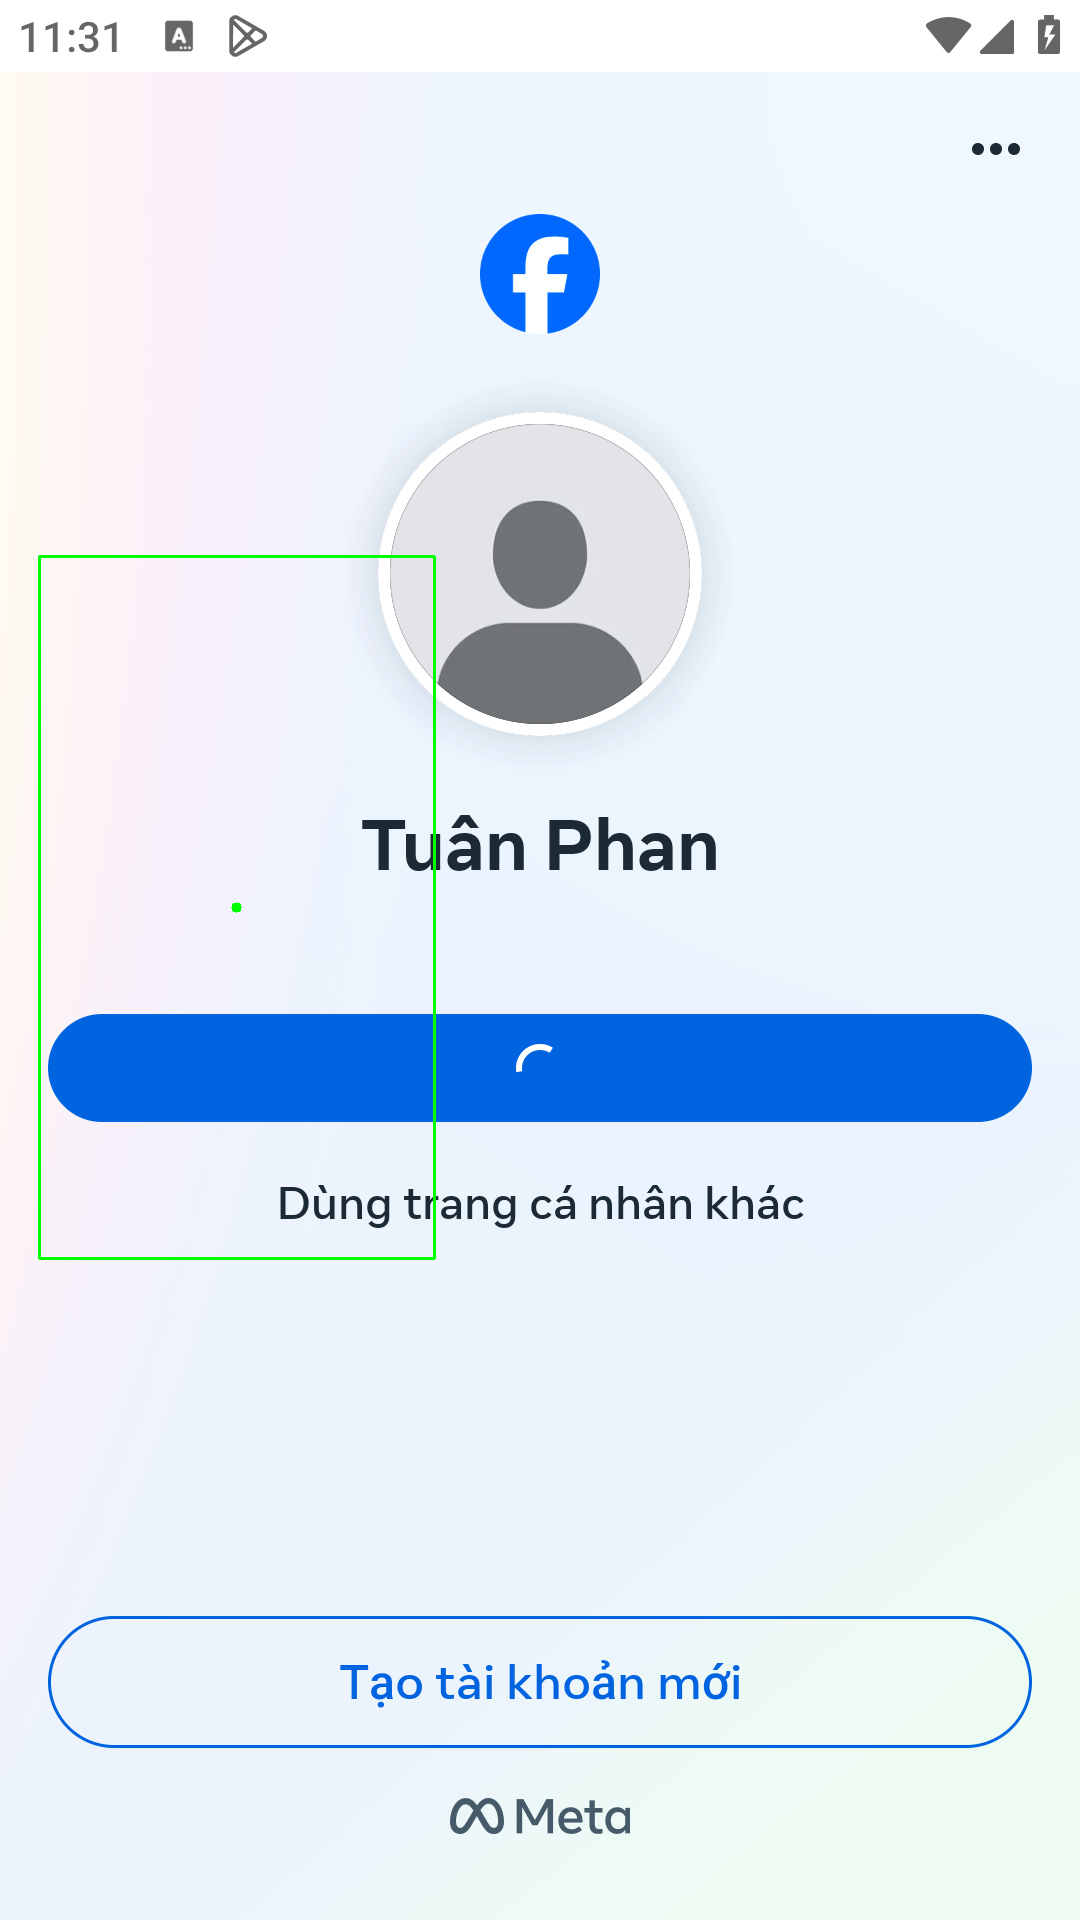 11:31
Tuân Phan
Dùng trang cá nhân khác
Tạo tài khoản mới
Meta